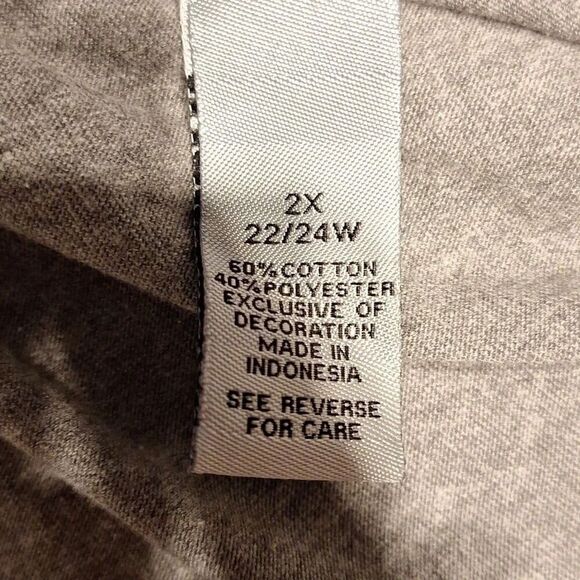 2X
22/24W
60% COTTON
40% POLYESTER
EXCLUSIVE OF
DECORATION
MADE IN
INDONESIA
SEE REVERSE
FOR CARE